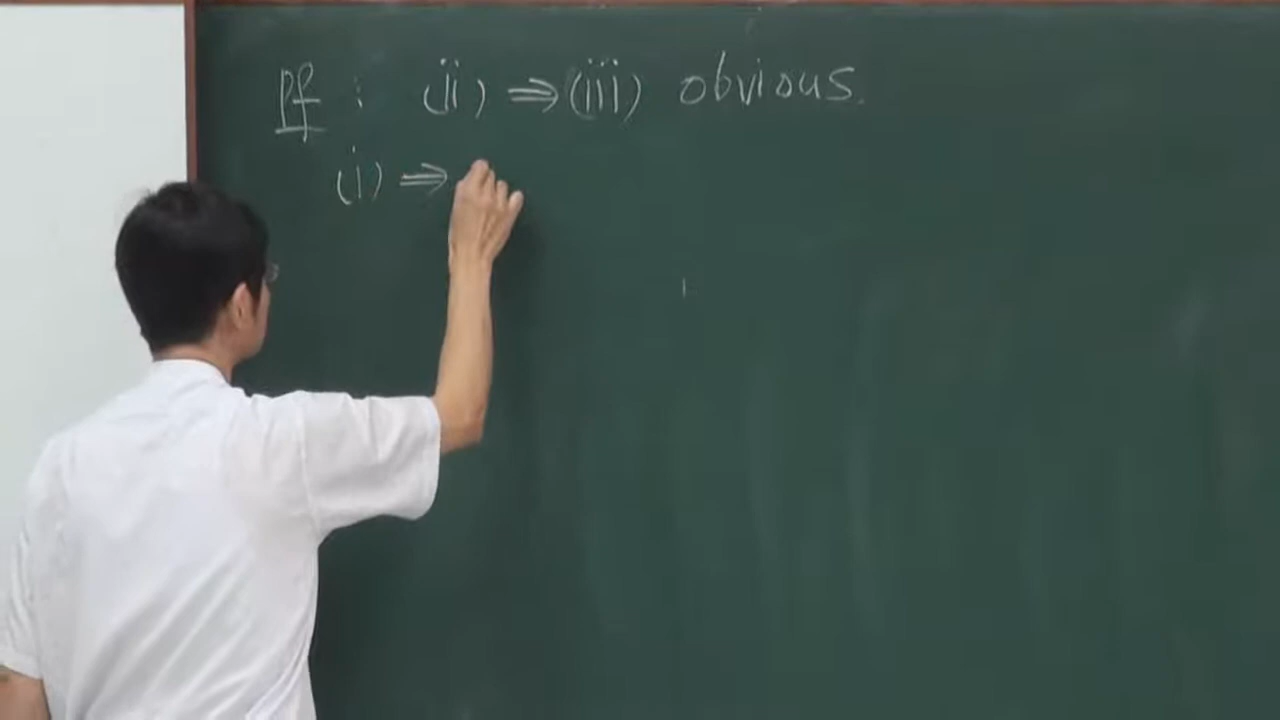 Pf : (ii) ⇒ (iii) obvious.
(i) ⇒